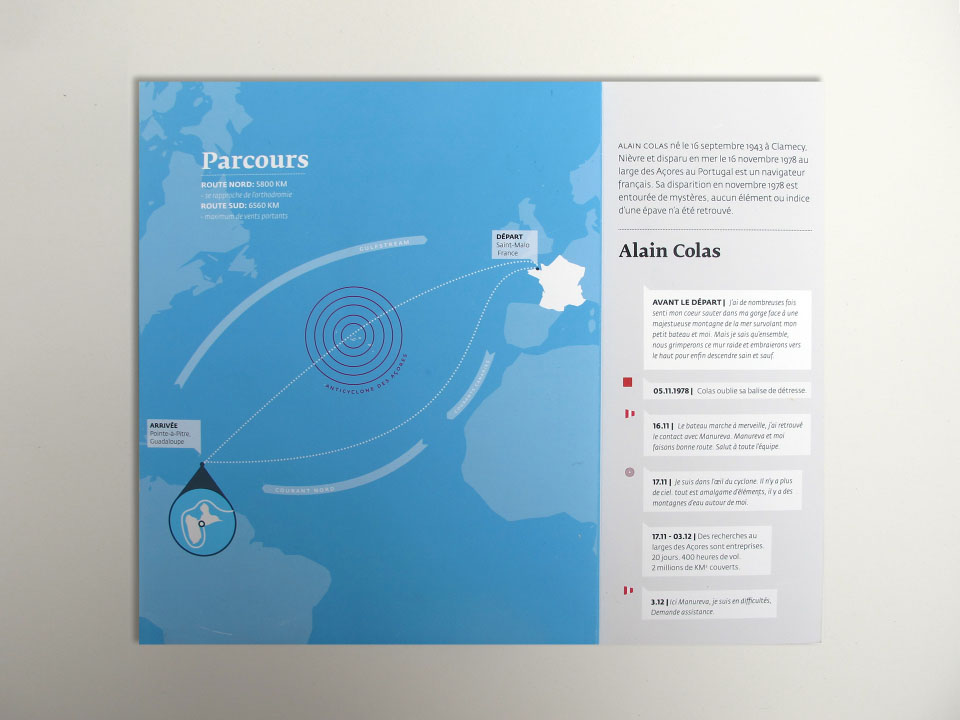 Parcours
ROUTE NORD: 5800 KM
- se rapproche de l'orthodromie
ROUTE SUD: 6560 KM
- maximum de vents portants
GULFSTREAM
DÉPART
Saint-Malo
France
ANTICYCLONE DES AÇORES
ARRIVÉE
Pointe-à-Pitre,
Guadaloupe
COURANT NORD
ALAIN COLAS né le 16 septembre 1943 à Clamecy,
Nièvre et disparu en mer le 16 novembre 1978 au
large des Açores au Portugal est un navigateur
français. Sa disparition en novembre 1978 est
entourée de mystères, aucun élément ou indice
d'une épave n'a été retrouvé.
Alain Colas
AVANT LE DÉPART | J'ai de nombreuses fois
senti mon coeur sauter dans ma gorge face à une
majestueuse montagne de la mer survolant mon
petit bateau et moi. Mais je sais qu'ensemble,
nous grimperons ce mur raide et embraierons vers
le haut pour enfin descendre sain et sauf.
05.11.1978 | Colas oublie sa balise de détresse.
16.11 | Le bateau marche à merveille, j'ai retrouvé
le contact avec Manureva. Manureva et moi
faisons bonne route. Salut à toute l'équipe.
17.11 | Je suis dans l'œil du cyclone. Il n'y a plus
de ciel. tout est amalgame d'éléments, il y a des
montagnes d'eau autour de moi.
17.11 - 03.12 | Des recherches au
larges des Açores sont entreprises.
20 jours. 400 heures de vol.
2 millions de KM² couverts.
3.12 | Ici Manureva, je suis en difficultés,
Demande assistance.